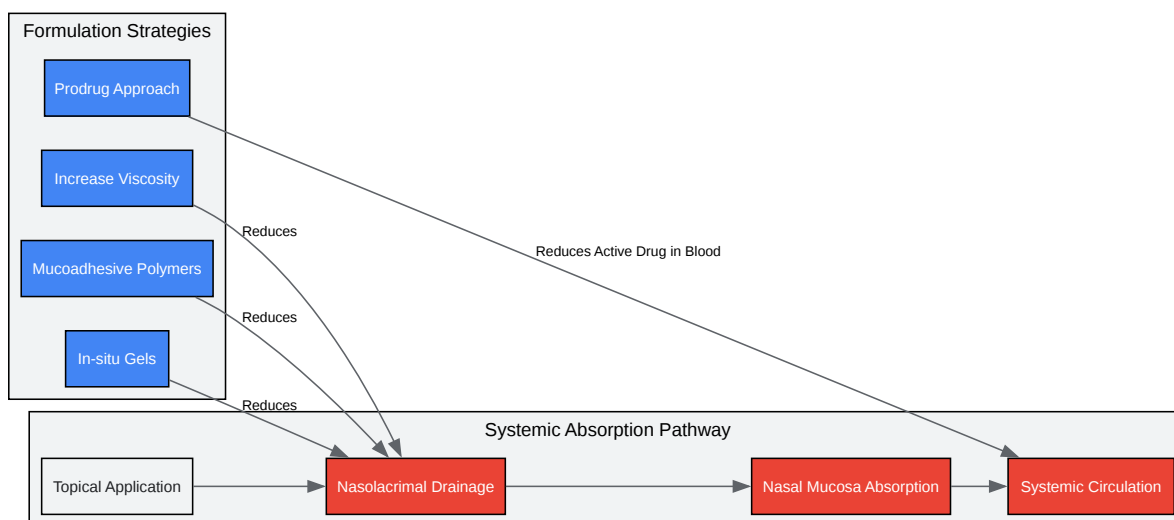 Formulation Strategies
Prodrug Approach
Increase Viscosity
Reduces
Reduces Active Drug in Blood
Mucoadhesive Polymers
Reduces
In-situ Gels
Reduces
Systemic Absorption Pathway
Topical Application
Nasolacrimal Drainage
Nasal Mucosa Absorption
Systemic Circulation